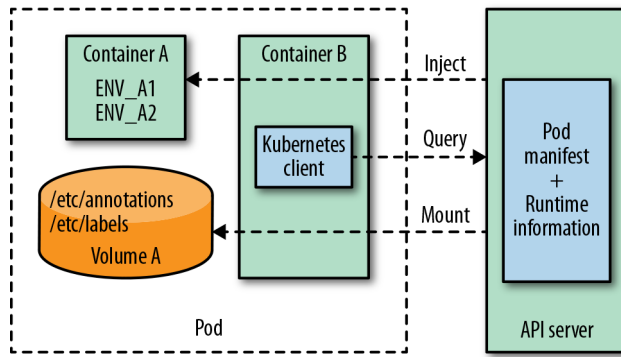 Container A
ENV_A1
ENV_A2
Container B
Kubernetes
client
/etc/annotations
/etc/labels
Volume A
Pod
Inject
Query
Mount
Pod
manifest
+
Runtime
information
API server